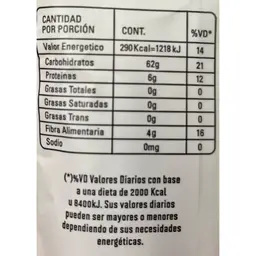 CANTIDAD
POR PORCIÓN CONT. %VD*
Valor Energetico 290Kcal=1218kJ 14
Carbohidratos 62g 21
Proteinas 6g 12
Grasas Totales 0g 0
Grasas Saturadas 0g 0
Grasas Trans 0g 0
Fibra Alimentaria 4g 16
Sodio 0mg 0
(*)%VD Valores Diarios con base
a una dieta de 2000 Kcal
u 8400kJ. Sus valores diarios
pueden ser mayores o menores
dependiendo de sus necesidades
energéticas.